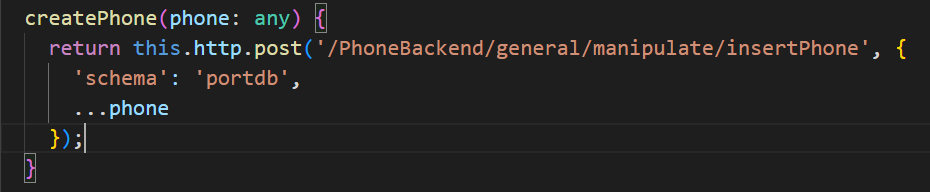 createPhone(phone: any) {
return this.http.post('/PhoneBackend/general/manipulate/insertPhone', {
'schema': 'portdb',
...phone
});
}